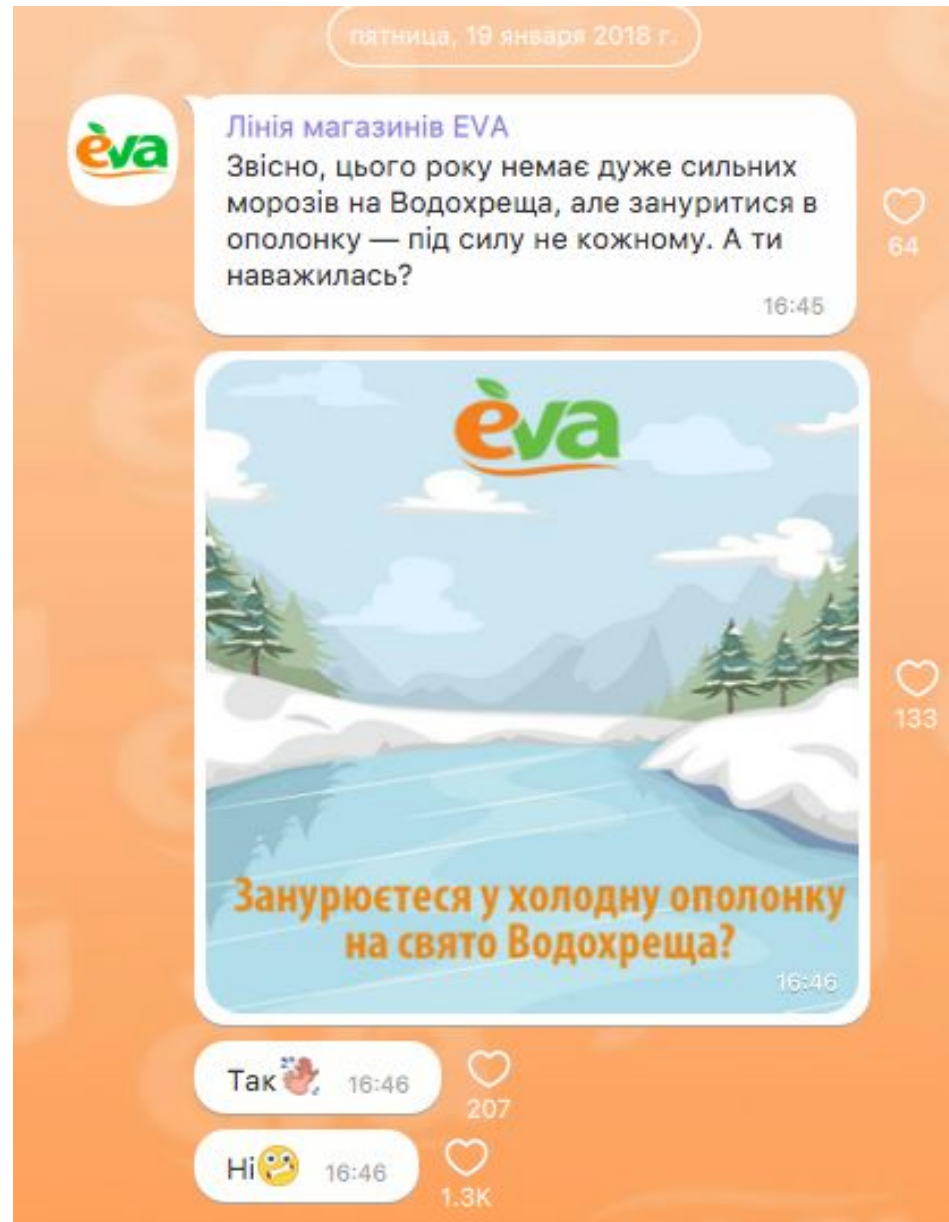 пятница, 19 января 2018 г.
èva
Лінія магазинів EVA
Звісно, цього року немає дуже сильних
морозів на Водохреща, але зануритися в
ополонку — під силу не кожному. А ти
наважилась?
16:45
64
èva
Занурюєтеся у холодну ополонку
на свято Водохреща?
16:46
133
Так 16:46
207
Ні 16:46
1.3K